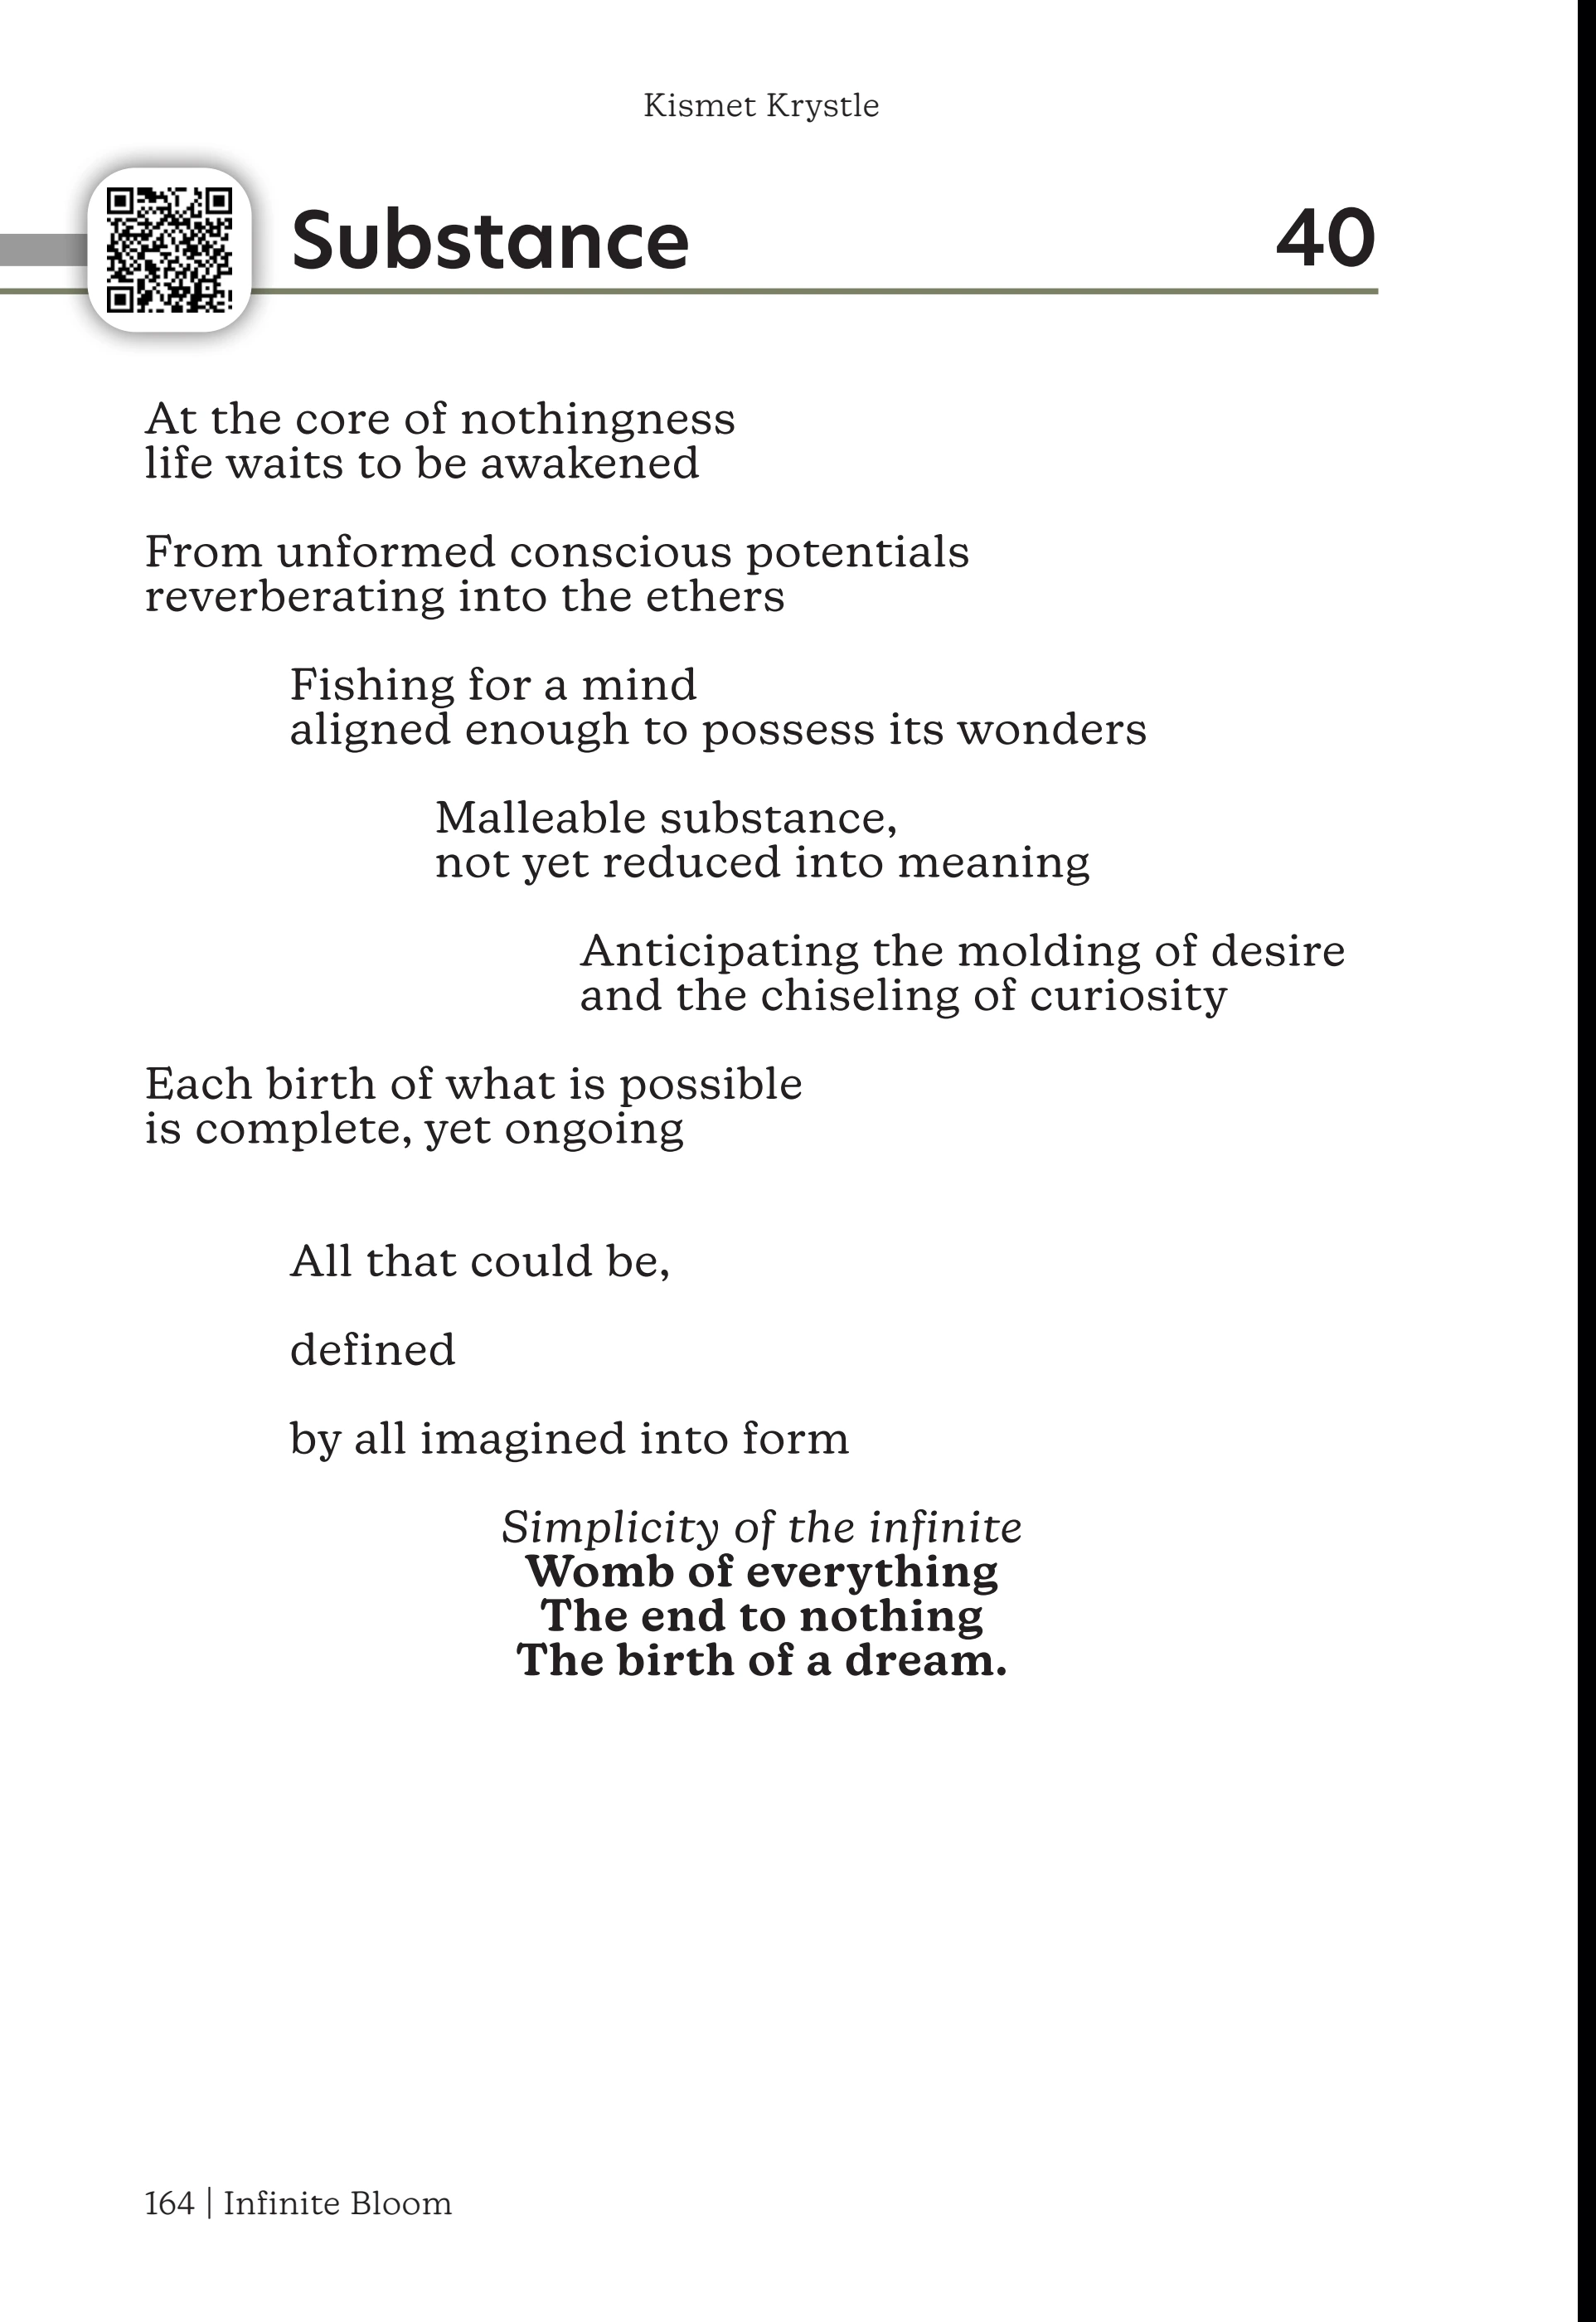 Kismet Krystle
Substance 40
At the core of nothingness
life waits to be awakened
From unformed conscious potentials
reverberating into the ethers
Fishing for a mind
aligned enough to possess its wonders
Malleable substance,
not yet reduced into meaning
Anticipating the molding of desire
and the chiseling of curiosity
Each birth of what is possible
is complete, yet ongoing
All that could be,
defined
by all imagined into form
Simplicity of the infinite
Womb of everything
The end to nothing
The birth of a dream.
164 | Infinite Bloom